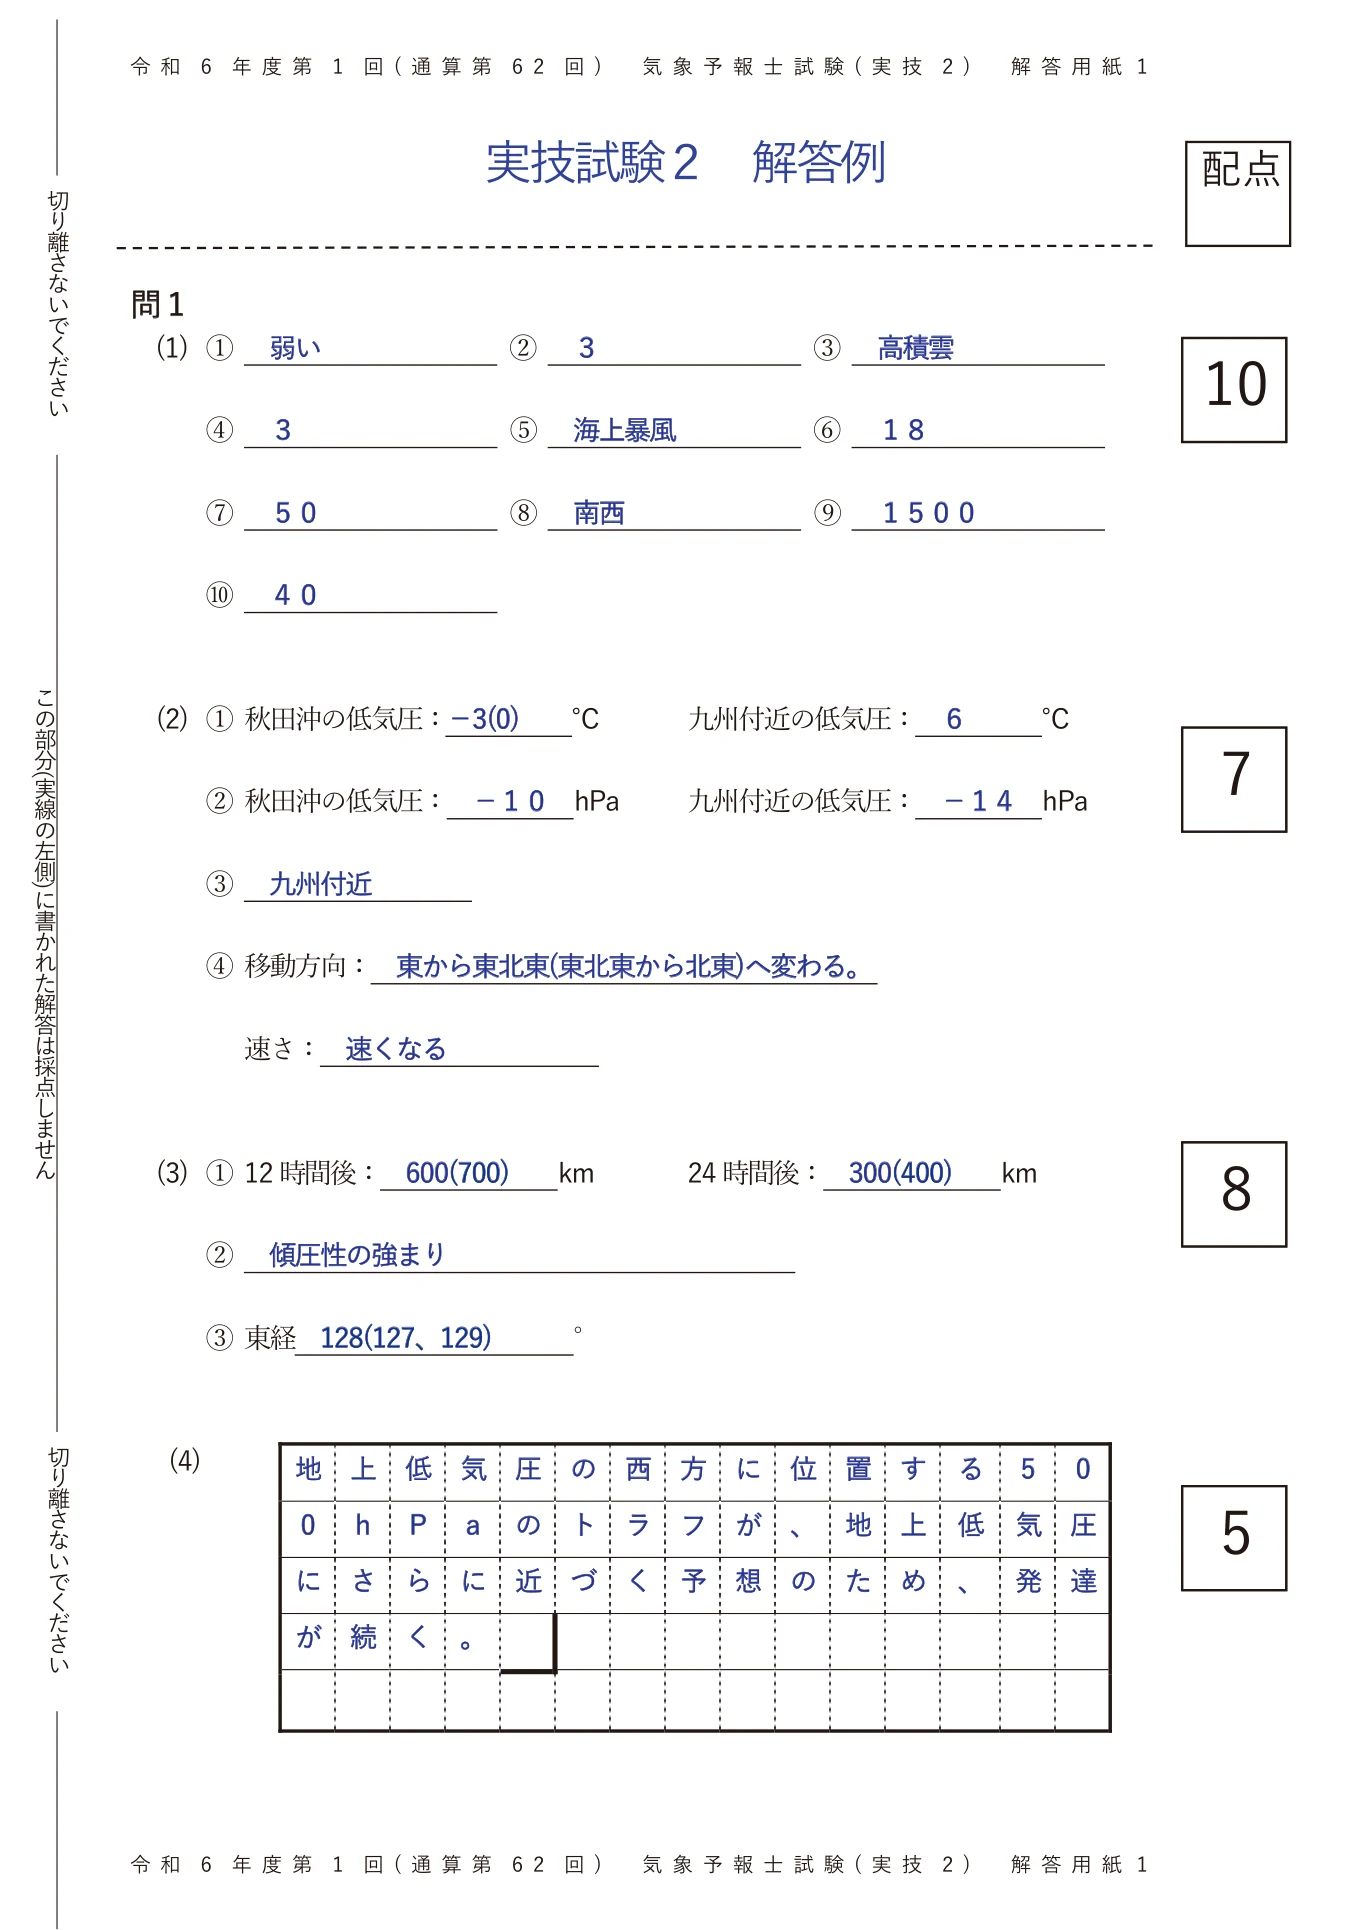 令和 6 年度第 1 回(通算第 62 回) 気象予報士試験(実技 2) 解答用紙 1
実技試験２ 解答例
配点
切り離さないでください
問 1
(1) ① 弱い ② 3 ③ 高積雲
10
④ 3 ⑤ 海上暴風 ⑥ １８
⑦ ５０ ⑧ 南西 ⑨ １５００
⑩ ４０
この部分(実線の左側)に書かれた解答は採点しません
(2) ① 秋田沖の低気圧：－3(0) ℃ 九州付近の低気圧： 6 ℃
7
② 秋田沖の低気圧： －１０ hPa 九州付近の低気圧： －１４ hPa
③ 九州付近
④ 移動方向： 東から東北東(東北東から北東)へ変わる。
速さ： 速くなる
(3) ① 12 時間後： 600(700) km 24 時間後： 300(400) km
8
② 傾圧性の強まり
③ 東経 128(127、129) °
切り離さないでください
(4)
地上低気圧の西方に位置する50
0hPaのトラフが、地上低気圧
にさらに近づく予想のため、発達
が続く。
5
令和 6 年度第 1 回(通算第 62 回) 気象予報士試験(実技 2) 解答用紙 1